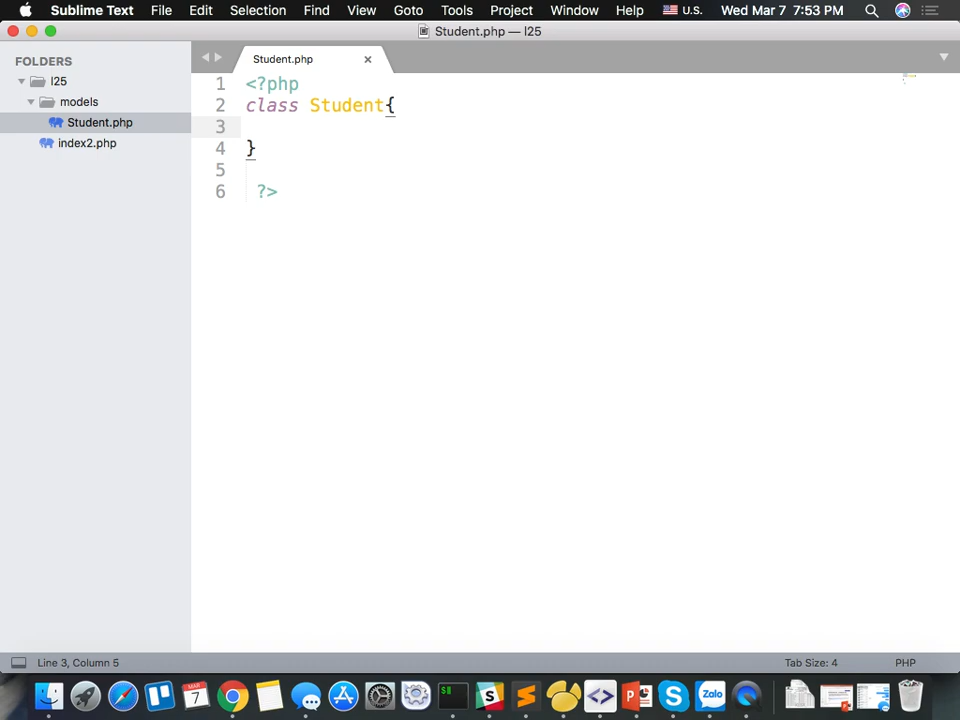 Sublime Text File Edit Selection Find View Goto Tools Project Window Help U.S. Wed Mar 7 7:53 PM
Student.php — l25
FOLDERS
l25
models
Student.php
index2.php
Student.php ×
1 <?php
2 class Student{
3
4 }
5
6 ?>
Line 3, Column 5 Tab Size: 4 PHP
MAR
7
$
Zalo